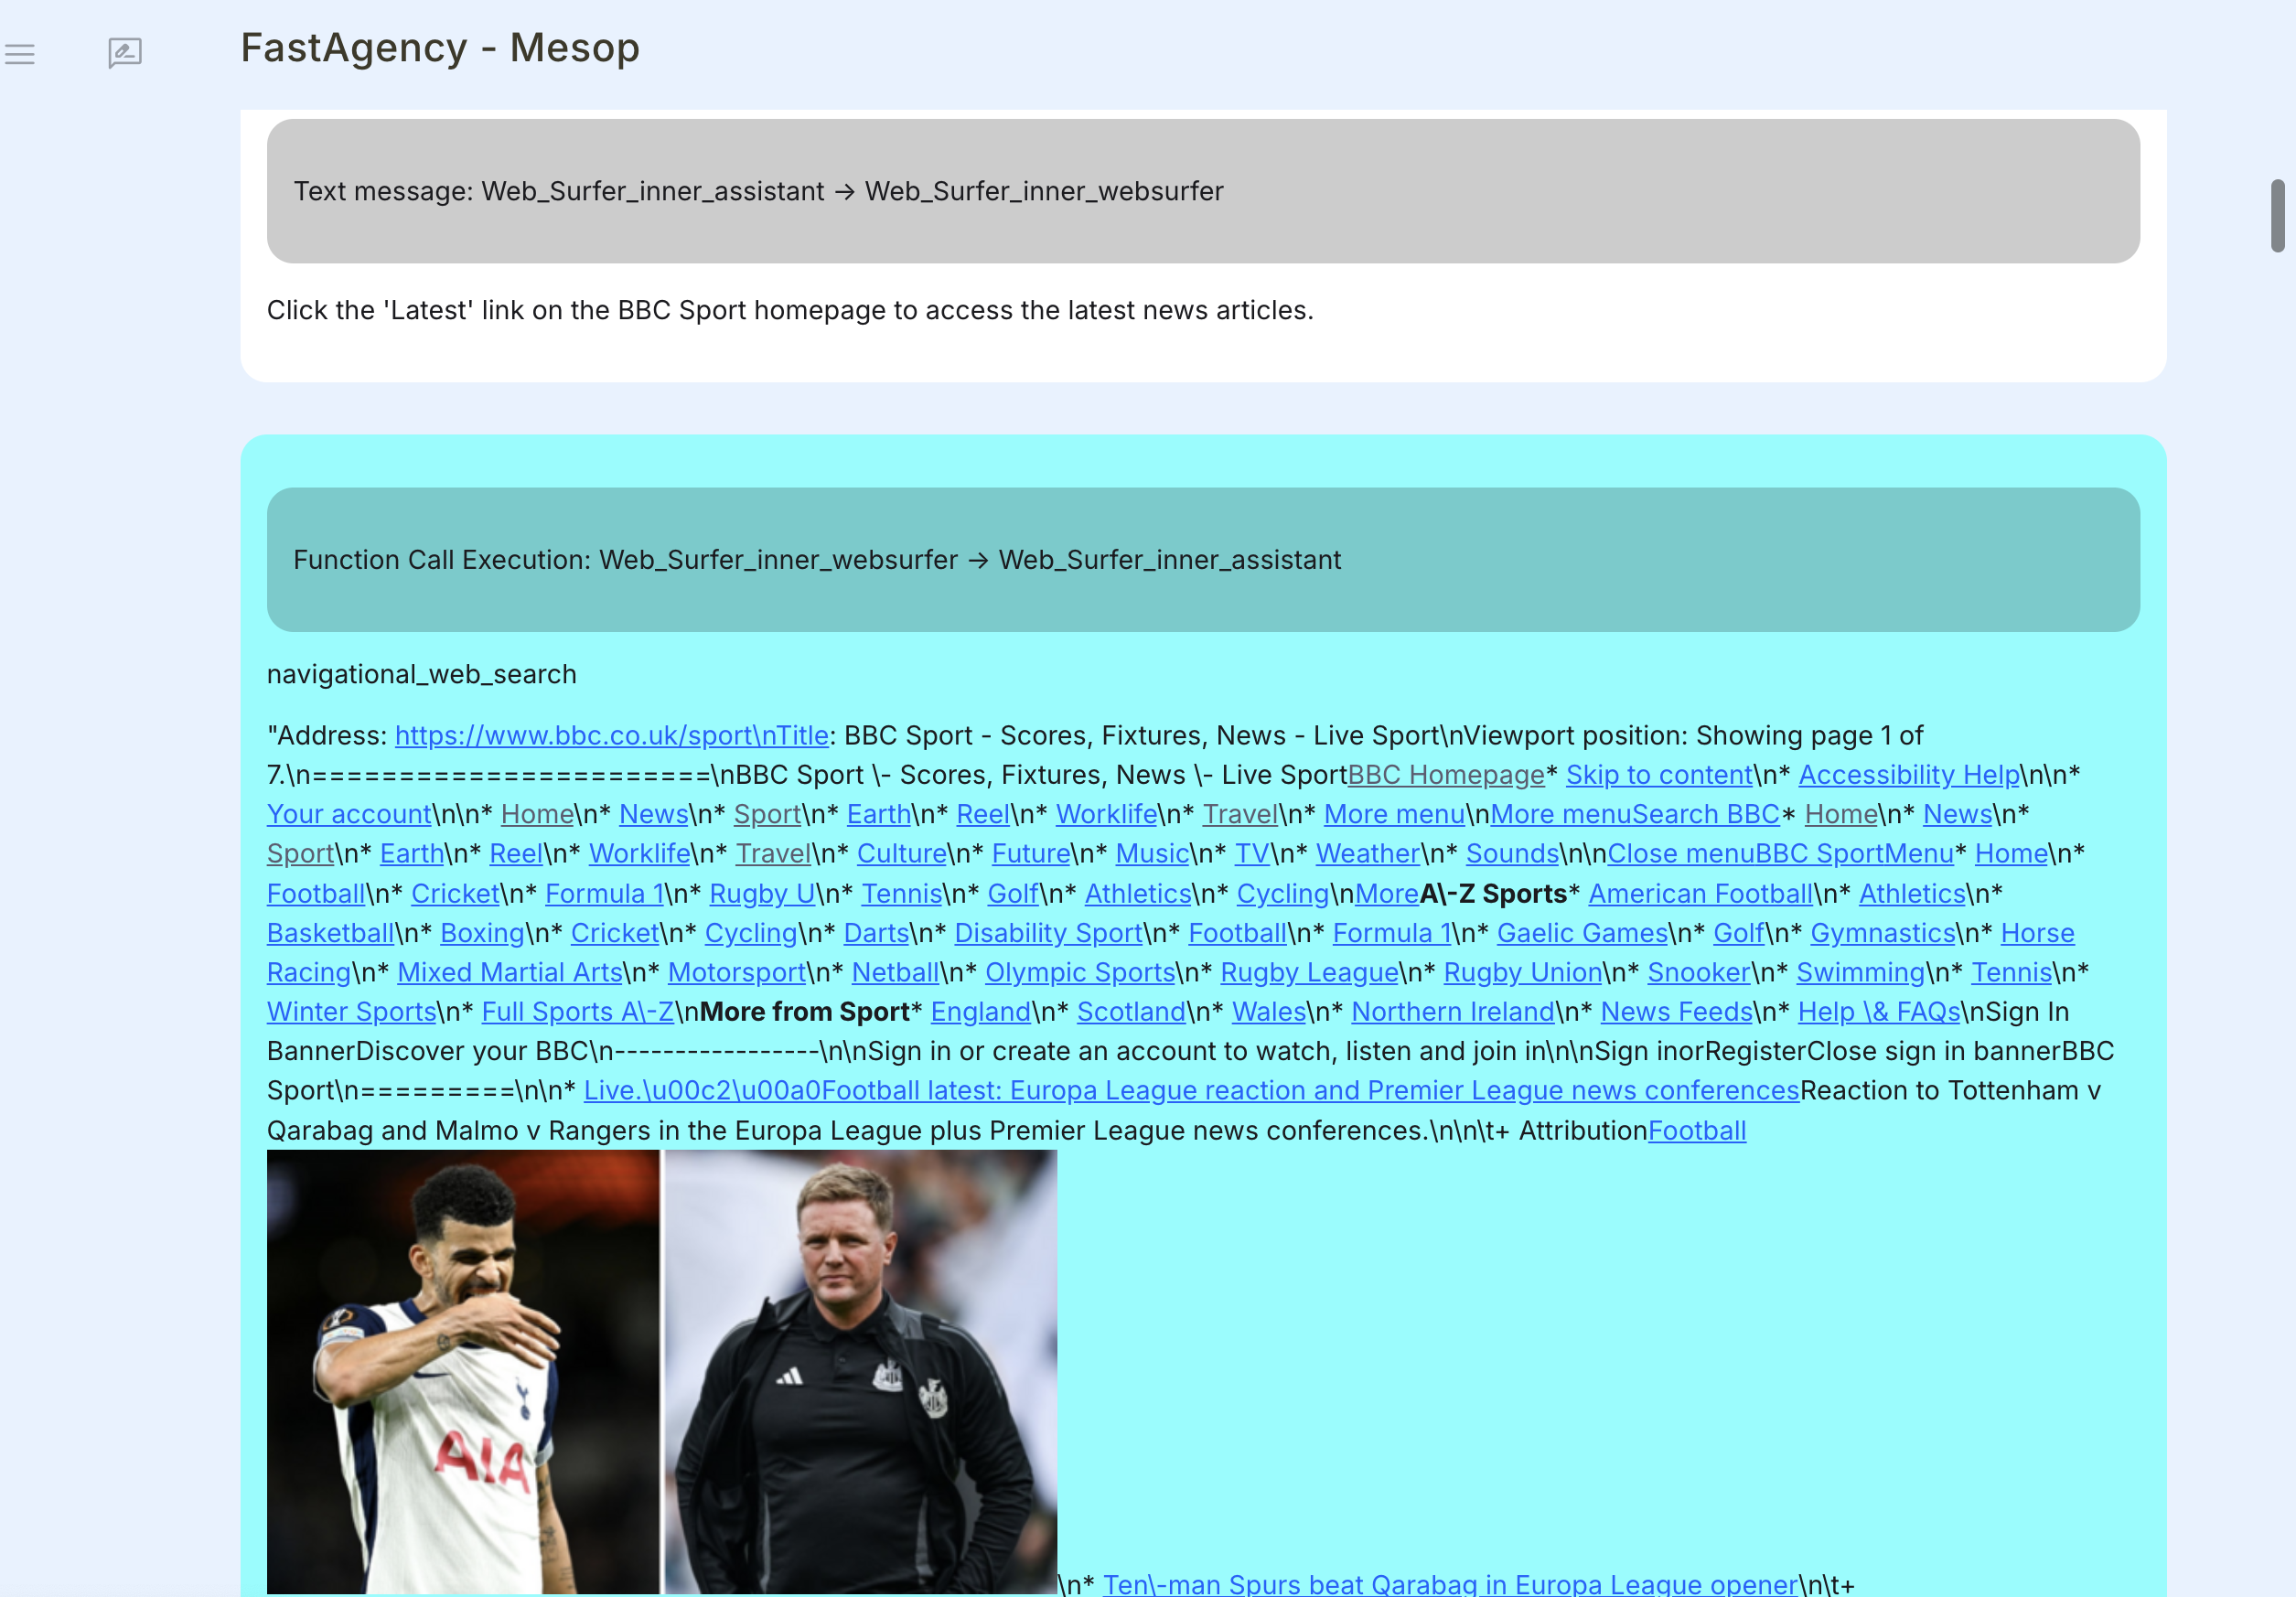 FastAgency - Mesop
Text message: Web_Surfer_inner_assistant → Web_Surfer_inner_websurfer
Click the 'Latest' link on the BBC Sport homepage to access the latest news articles.
Function Call Execution: Web_Surfer_inner_websurfer → Web_Surfer_inner_assistant
navigational_web_search
"Address: https://www.bbc.co.uk/sport\nTitle: BBC Sport - Scores, Fixtures, News - Live Sport\nViewport position: Showing page 1 of
7.\n=======================\nBBC Sport \- Scores, Fixtures, News \- Live SportBBC Homepage* Skip to content\n* Accessibility Help\n\n*
Your account\n\n* Home\n* News\n* Sport\n* Earth\n* Reel\n* Worklife\n* Travel\n* More menu\nMore menuSearch BBC* Home\n* News\n*
Sport\n* Earth\n* Reel\n* Worklife\n* Travel\n* Culture\n* Future\n* Music\n* TV\n* Weather\n* Sounds\n\nClose menuBBC SportMenu* Home\n*
Football\n* Cricket\n* Formula 1\n* Rugby U\n* Tennis\n* Golf\n* Athletics\n* Cycling\nMoreA\-Z Sports* American Football\n* Athletics\n*
Basketball\n* Boxing\n* Cricket\n* Cycling\n* Darts\n* Disability Sport\n* Football\n* Formula 1\n* Gaelic Games\n* Golf\n* Gymnastics\n* Horse
Racing\n* Mixed Martial Arts\n* Motorsport\n* Netball\n* Olympic Sports\n* Rugby League\n* Rugby Union\n* Snooker\n* Swimming\n* Tennis\n*
Winter Sports\n* Full Sports A\-Z\nMore from Sport* England\n* Scotland\n* Wales\n* Northern Ireland\n* News Feeds\n* Help \& FAQs\nSign In
BannerDiscover your BBC\n-----------------\n\nSign in or create an account to watch, listen and join in\n\nSign inorRegisterClose sign in bannerBBC
Sport\n=========\n\n* Live.\u00c2\u00a0Football latest: Europa League reaction and Premier League news conferencesReaction to Tottenham v
Qarabag and Malmo v Rangers in the Europa League plus Premier League news conferences.\n\n\t+ AttributionFootball
AIA
\n* Ten\-man Spurs beat Qarabag in Europa League opener\n\t+